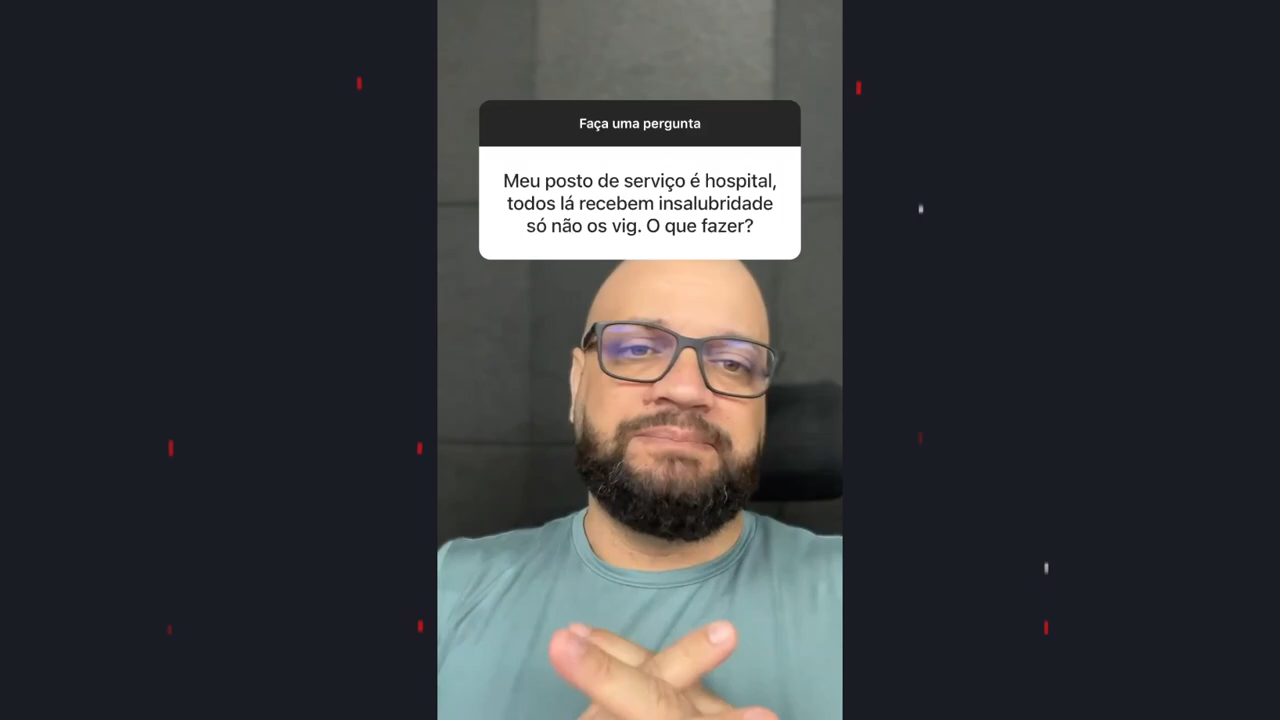 Faça uma pergunta
Meu posto de serviço é hospital,
todos lá recebem insalubridade
só não os vig. O que fazer?